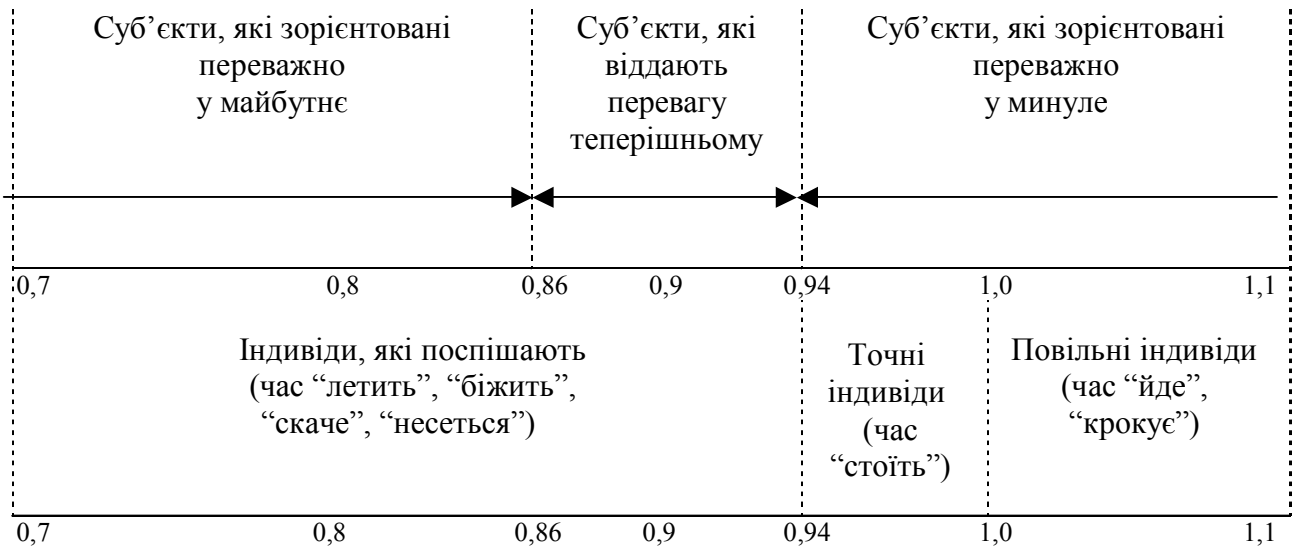 Суб’єкти, які зорієнтовані
переважно
у майбутнє
Суб’єкти, які
віддають
перевагу
теперішньому
Суб’єкти, які зорієнтовані
переважно
у минуле
0,7 0,8 0,86 0,9 0,94 1,0 1,1
Індивіди, які поспішають
(час “летить”, “біжить”,
“скаче”, “несеться”)
Точні
індивіди
(час
“стоїть”)
Повільні індивіди
(час “йде”,
“крокує”)
0,7 0,8 0,86 0,9 0,94 1,0 1,1